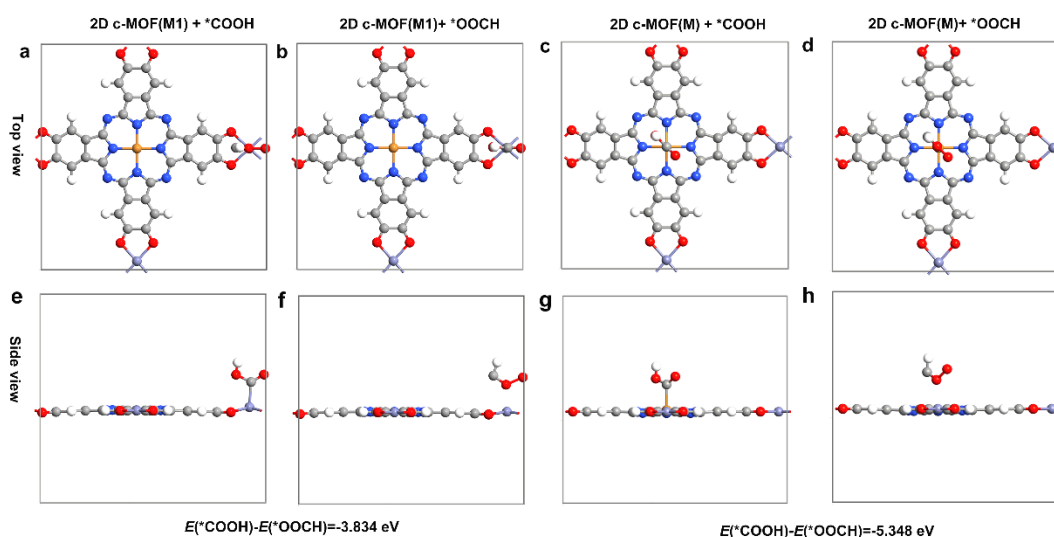 2D c-MOF(M1) + *COOH
2D c-MOF(M1)+ *OOCH
2D c-MOF(M) + *COOH
2D c-MOF(M)+ *OOCH
a
b
c
d
Top view
e
f
g
h
Side view
E(*COOH)-E(*OOCH)=-3.834 eV
E(*COOH)-E(*OOCH)=-5.348 eV